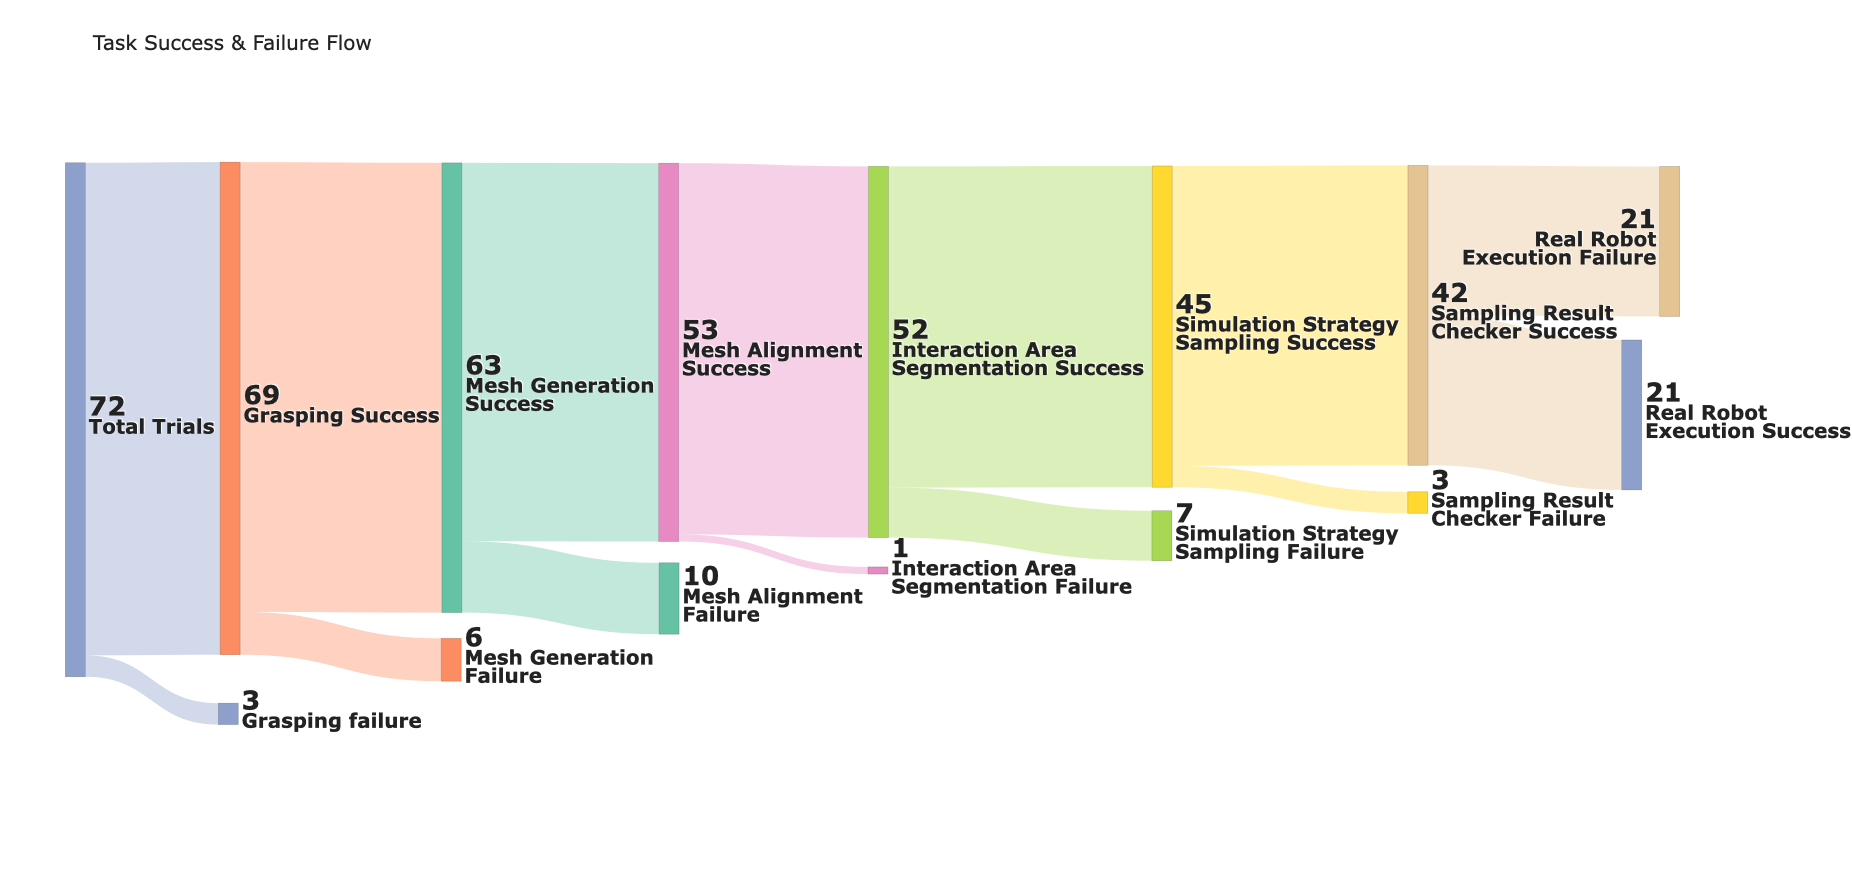 Task Success & Failure Flow
72
Total Trials
69
Grasping Success
3
Grasping failure
63
Mesh Generation
Success
6
Mesh Generation
Failure
53
Mesh Alignment
Success
10
Mesh Alignment
Failure
52
Interaction Area
Segmentation Success
1
Interaction Area
Segmentation Failure
45
Simulation Strategy
Sampling Success
7
Simulation Strategy
Sampling Failure
42
Sampling Result
Checker Success
3
Sampling Result
Checker Failure
21
Real Robot
Execution Failure
21
Real Robot
Execution Success